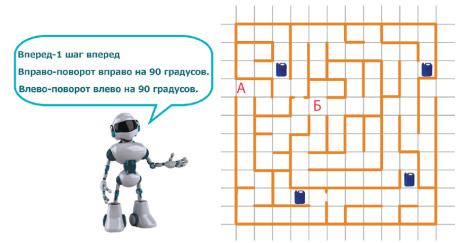 Вперед-1 шаг вперед
Вправо-поворот вправо на 90 градусов.
Влево-поворот влево на 90 градусов.
А
Б